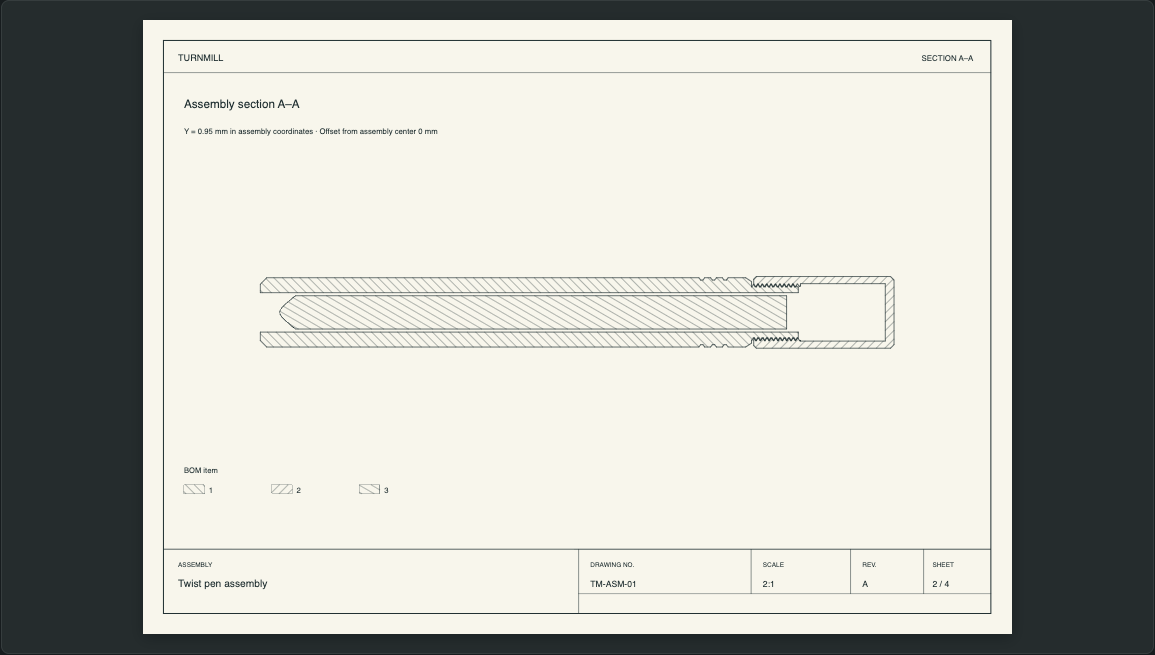 TURNMILL
SECTION A–A
Assembly section A–A
Y = 0.95 mm in assembly coordinates · Offset from assembly center 0 mm
BOM item
1
2
3
ASSEMBLY
Twist pen assembly
DRAWING NO.
TM-ASM-01
SCALE
2:1
REV.
A
SHEET
2 / 4